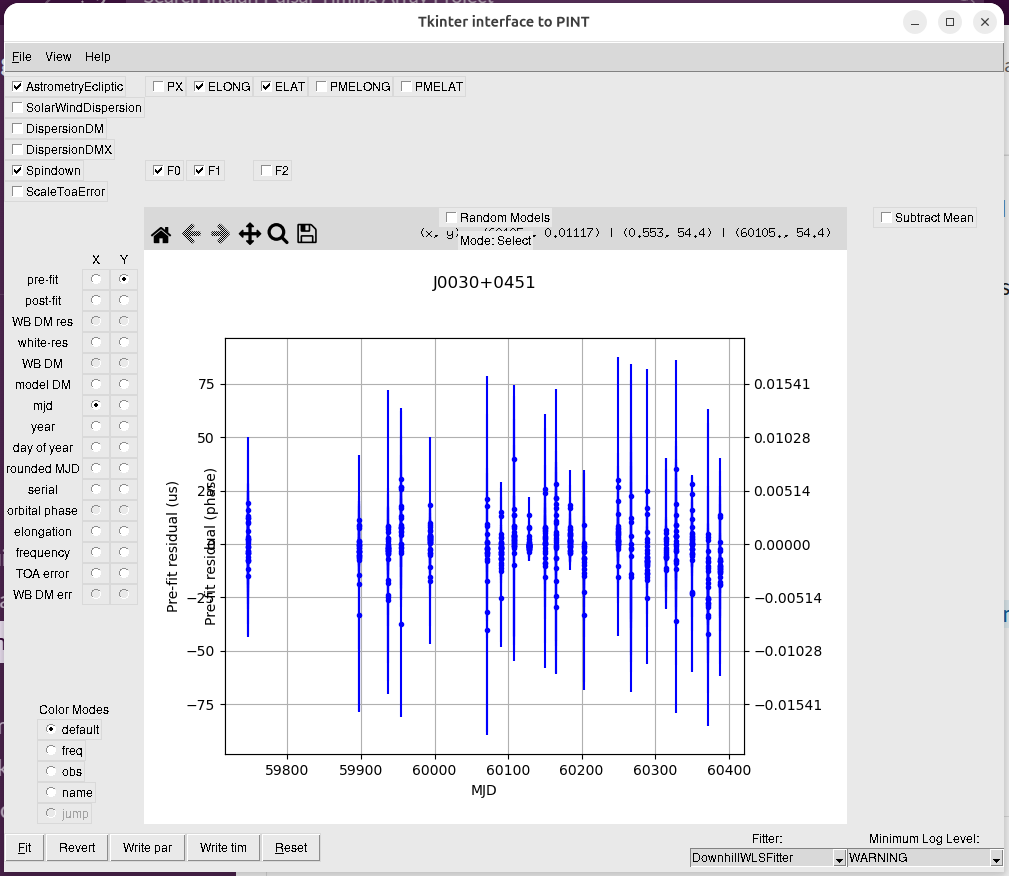 Tkinter interface to PINT
File View Help
AstrometryEcliptic PX ELONG ELAT PMELONG PMELAT
SolarWindDispersion
DispersionDM
DispersionDMX
Spindown F0 F1 F2
ScaleToaError
Random Models
Subtract Mean
(x, y) 0.01117) | (0.553, 54.4) | (60105., 54.4)
Mode: Select
X Y
pre-fit
post-fit
WB DM res
white-res
WB DM
model DM
mjd
year
day of year
rounded MJD
serial
orbital phase
elongation
frequency
TOA error
WB DM err
J0030+0451
Pre-fit residual (us)
Pre-fit residual (phase)
75
50
25
0
−25
−50
−75
0.01541
0.01028
0.00514
0.00000
−0.00514
−0.01028
−0.01541
59800 59900 60000 60100 60200 60300 60400
MJD
Color Modes
default
freq
obs
name
jump
Fit Revert Write par Write tim Reset
Fitter:
DownhillWLSFitter
Minimum Log Level:
WARNING